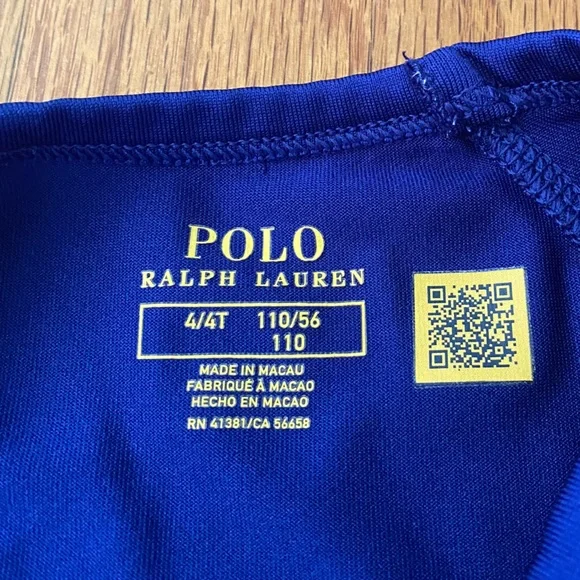 POLO
RALPH LAUREN
4/4T 110/56
110
MADE IN MACAU
FABRIQUÉ À MACAO
HECHO EN MACAO
RN 41381/CA 56658